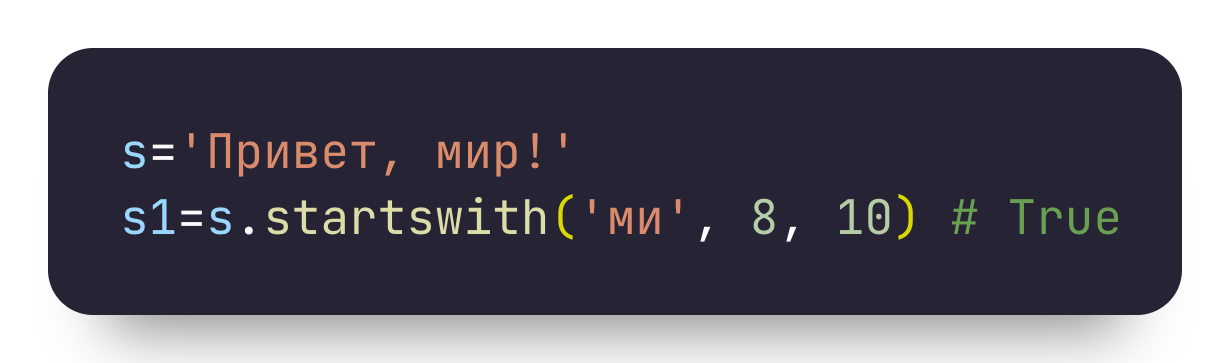 s='Привет, мир!'
s1=s.startswith('ми', 8, 10) # True